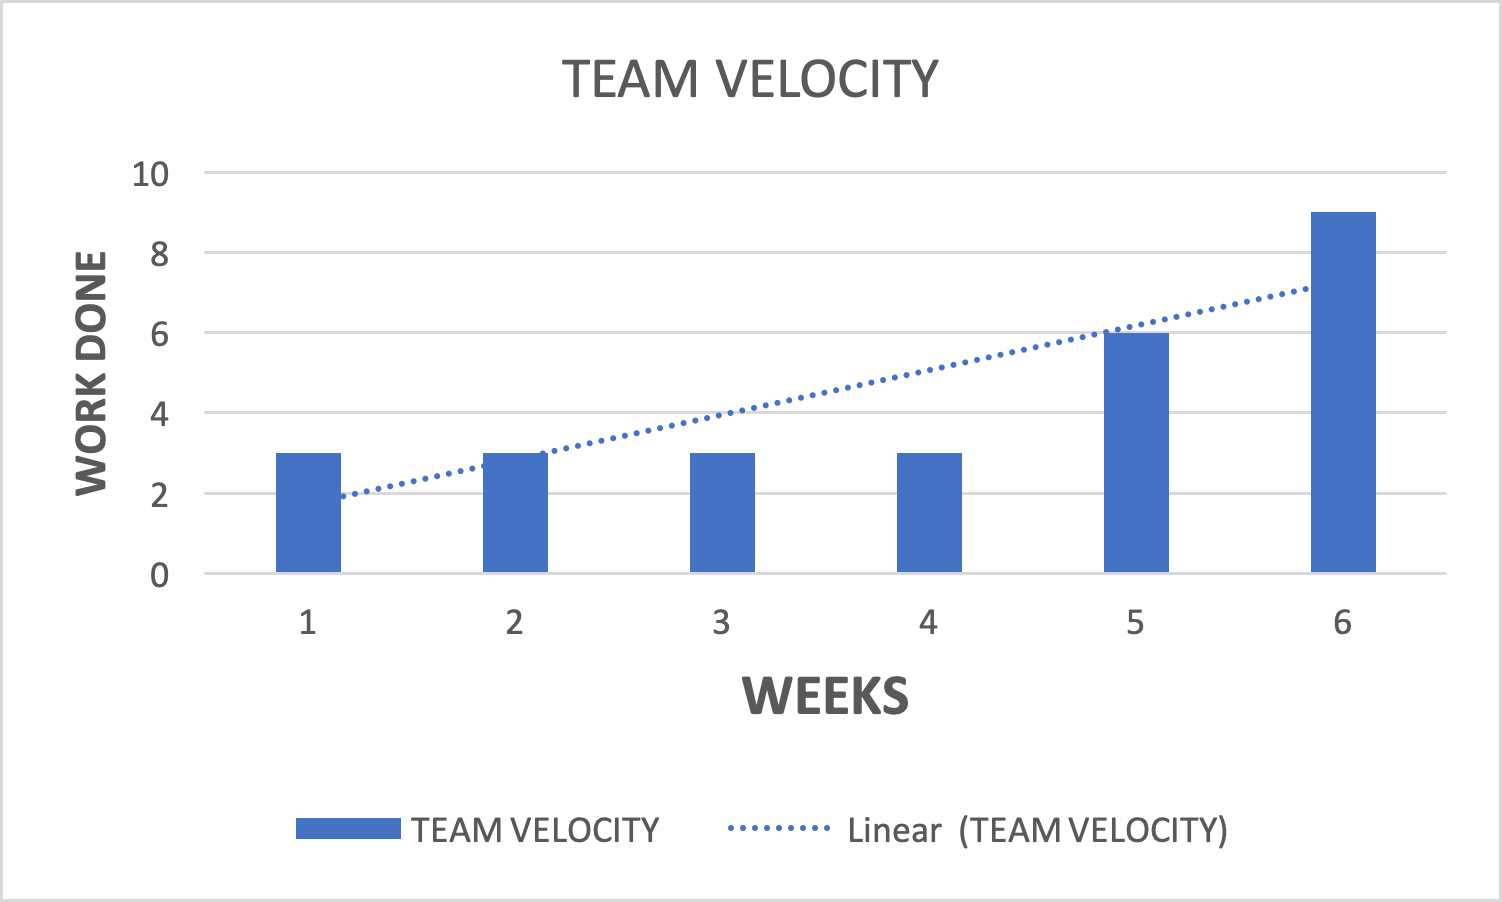 TEAM VELOCITY
WORK DONE
10
8
6
4
2
0
1 2 3 4 5 6
WEEKS
TEAM VELOCITY Linear (TEAM VELOCITY)